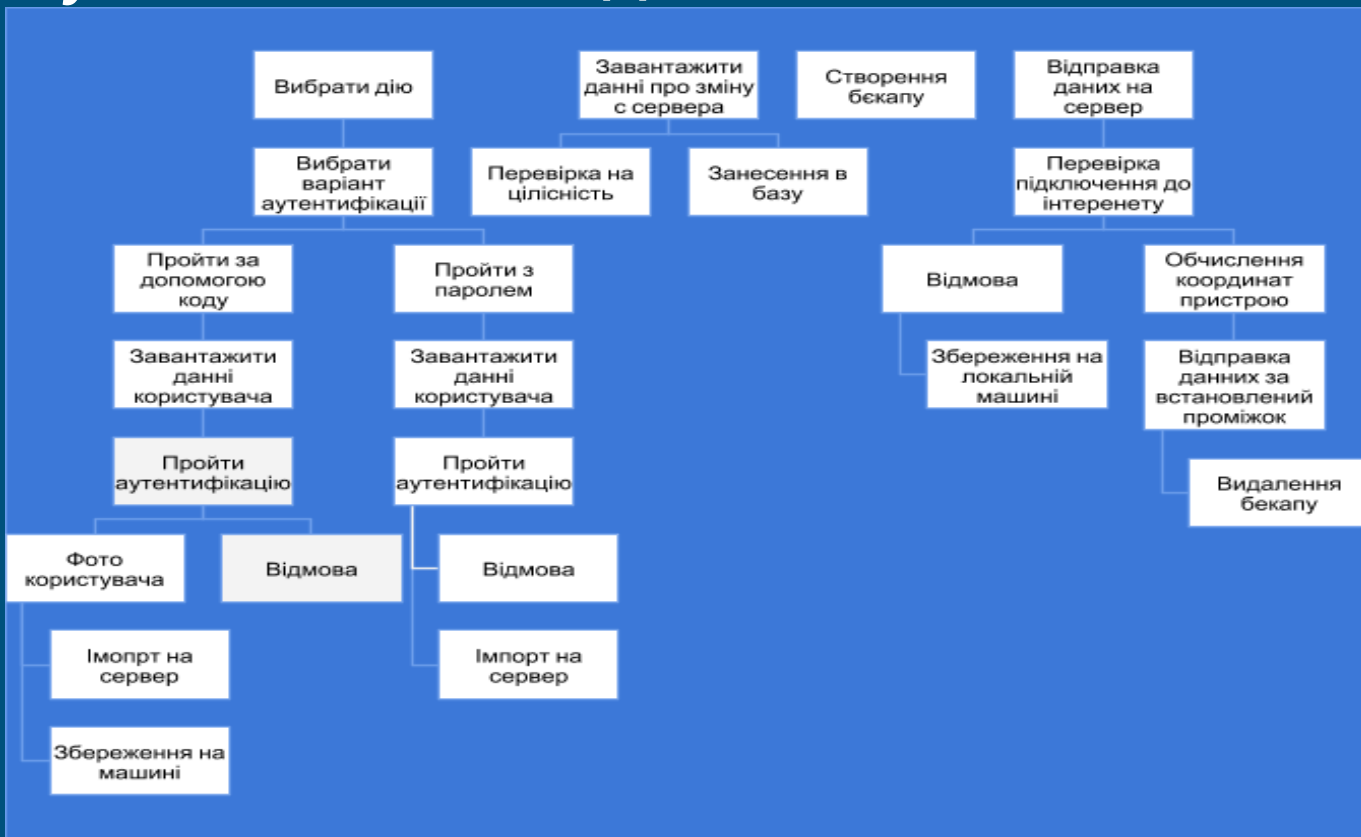 Вибрати дію
Завантажити
данні про зміну
с сервера
Створення
бєкапу
Відправка
даних на
сервер
Вибрати
варіант
аутентифікації
Перевірка на
цілісність
Занесення в
базу
Перевірка
підключення до
інтеренету
Пройти за
допомогою
коду
Пройти з
паролем
Відмова
Обчислення
координат
пристрою
Завантажити
данні
користувача
Завантажити
данні
користувача
Збереження на
локальній
машині
Відправка
данних за
встановлений
проміжок
Пройти
аутентифікацію
Пройти
аутентифікацію
Видалення
бекапу
Фото
користувача
Відмова
Відмова
Імопрт на
сервер
Імпорт на
сервер
Збереження на
машині